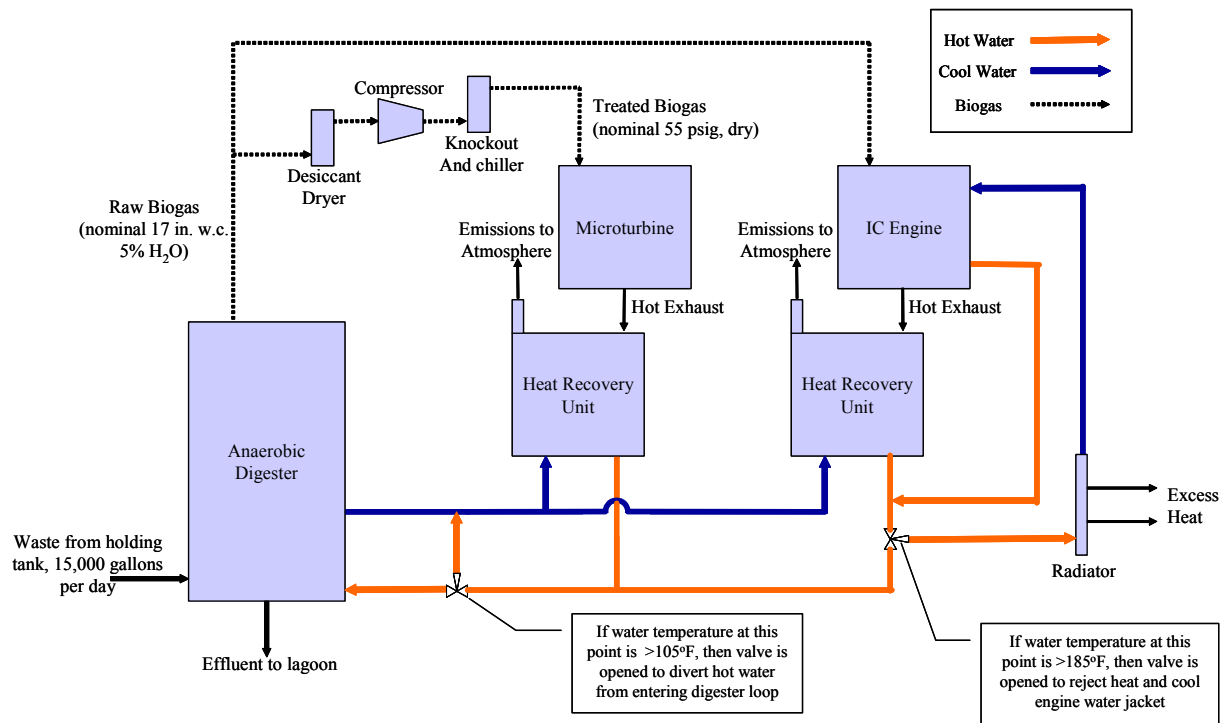 Hot Water
Cool Water
Biogas
Compressor
Treated Biogas
(nominal 55 psig, dry)
Knockout
And chiller
Desiccant
Dryer
Raw Biogas
(nominal 17 in. w.c.
5% H₂O)
Emissions to
Atmosphere
Microturbine
Emissions to
Atmosphere
IC Engine
Hot Exhaust
Hot Exhaust
Heat Recovery
Unit
Heat Recovery
Unit
Anaerobic
Digester
Excess
Heat
Waste from holding
tank, 15,000 gallons
per day
Radiator
Effluent to lagoon
If water temperature at this
point is >105ºF, then valve is
opened to divert hot water
from entering digester loop
If water temperature at this
point is >185ºF, then valve is
opened to reject heat and cool
engine water jacket